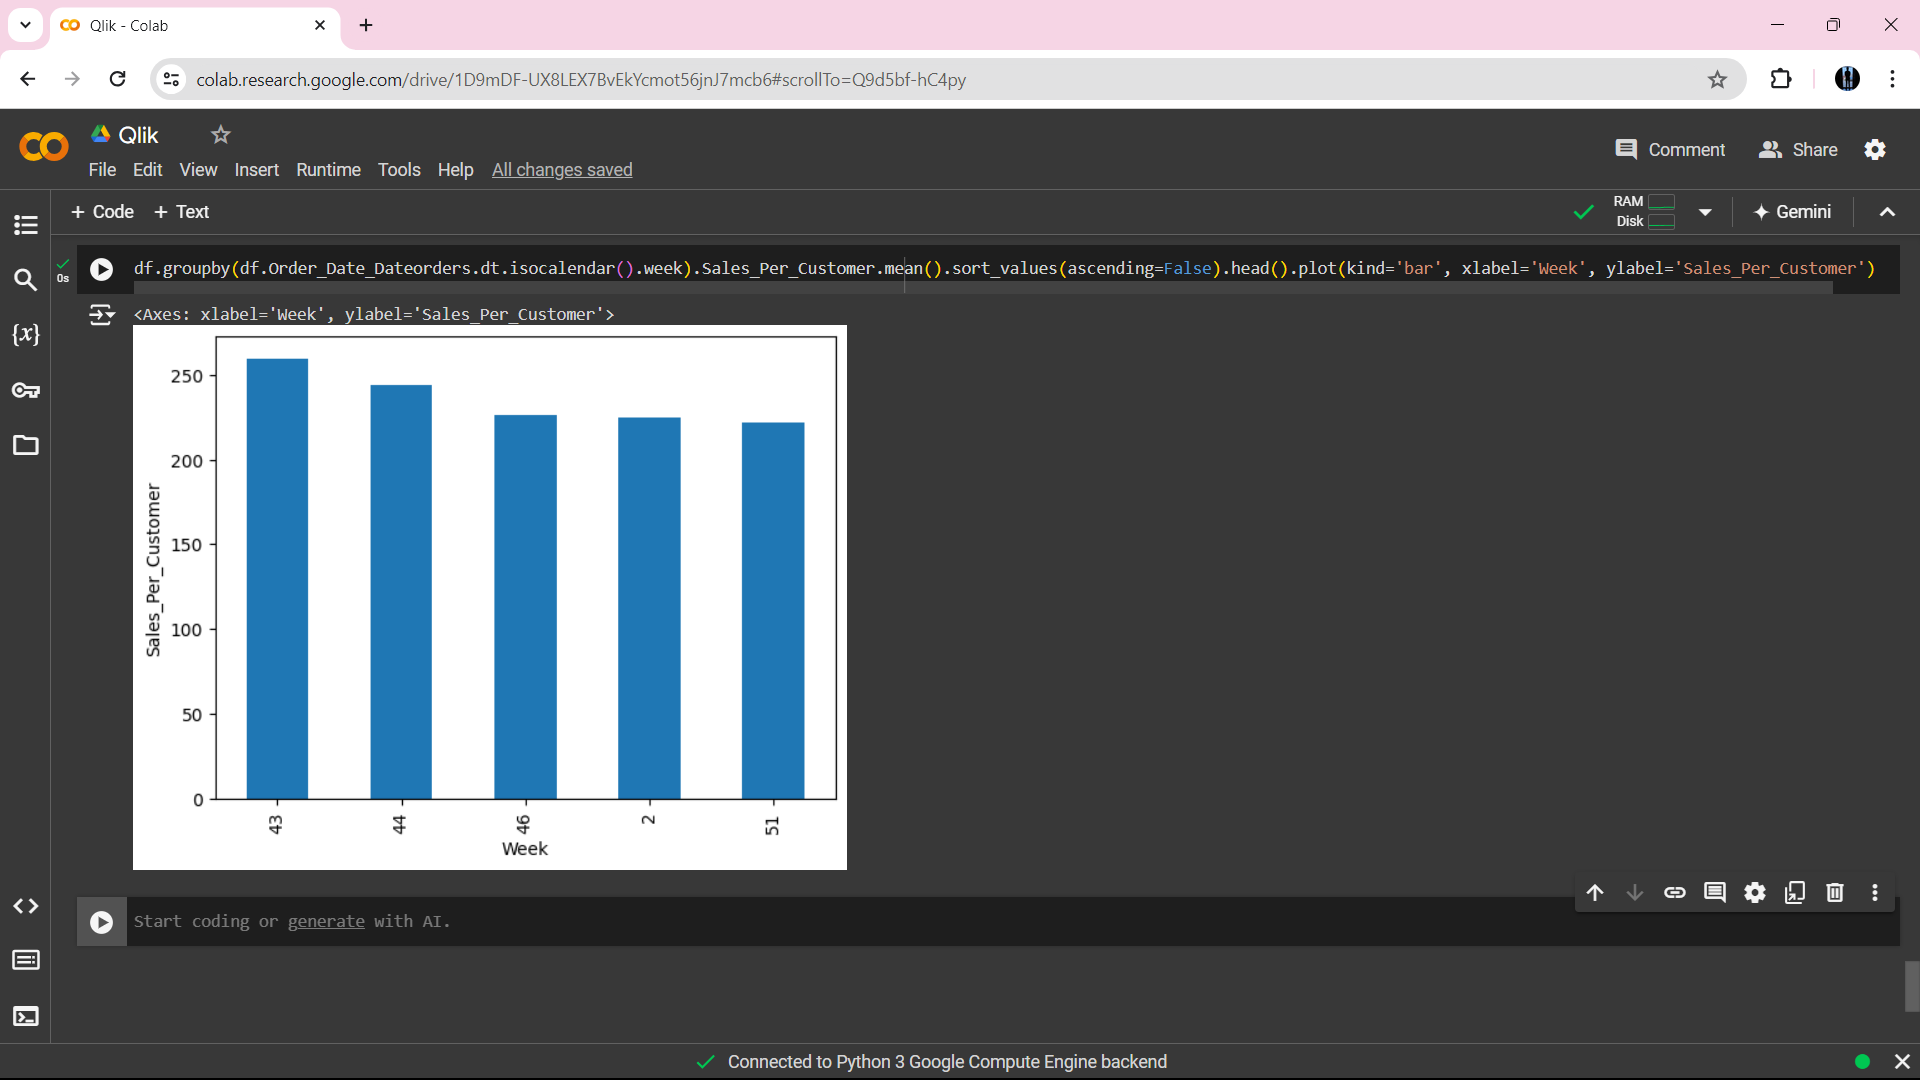 Qlik - Colab
colab.research.google.com/drive/1D9mDF-UX8LEX7BvEkYcmot56jnJ7mcb6#scrollTo=Q9d5bf-hC4py
Qlik
File Edit View Insert Runtime Tools Help All changes saved
Comment Share
+ Code + Text
RAM
Disk
Gemini
0s
df.groupby(df.Order_Date_Dateorders.dt.isocalendar().week).Sales_Per_Customer.mean().sort_values(ascending=False).head().plot(kind='bar', xlabel='Week', ylabel='Sales_Per_Customer')
<Axes: xlabel='Week', ylabel='Sales_Per_Customer'>
250
200
150
100
50
0
Sales_Per_Customer
43 44 46 2 51
Week
Start coding or generate with AI.
Connected to Python 3 Google Compute Engine backend